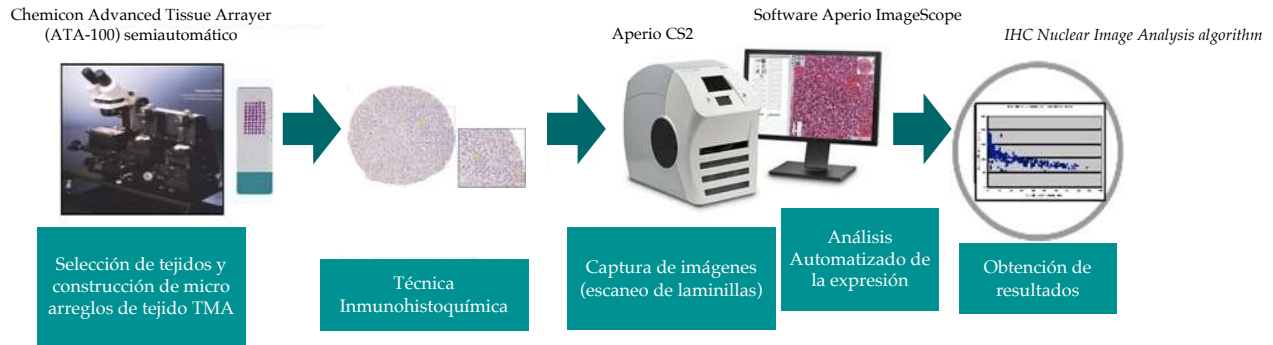 Chemicon Advanced Tissue Arrayer
(ATA-100) semiautomático
Aperio CS2
Software Aperio ImageScope
IHC Nuclear Image Analysis algorithm
Selección de tejidos y
construcción de micro
arreglos de tejido TMA
Técnica
Inmunohistoquímica
Captura de imágenes
(escaneo de laminillas)
Análisis
Automatizado de
la expresión
Obtención de
resultados